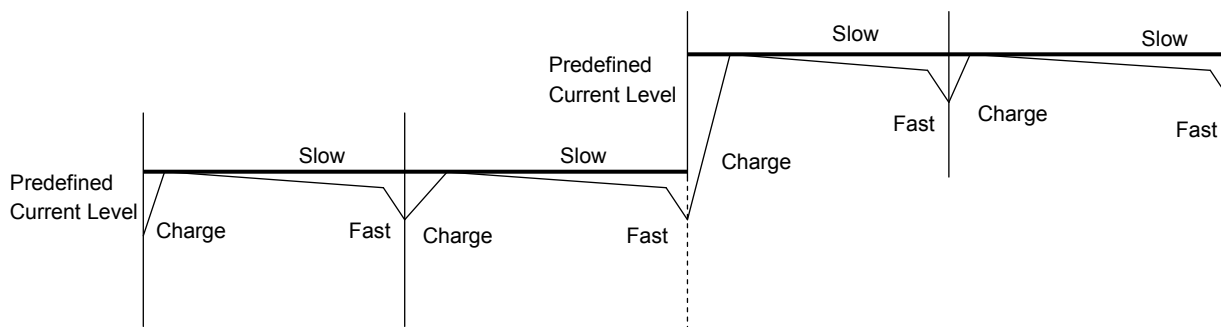 Slow
Slow
Predefined
Current Level
Fast
Charge
Fast
Charge
Slow
Slow
Predefined
Current Level
Charge
Fast
Charge
Fast